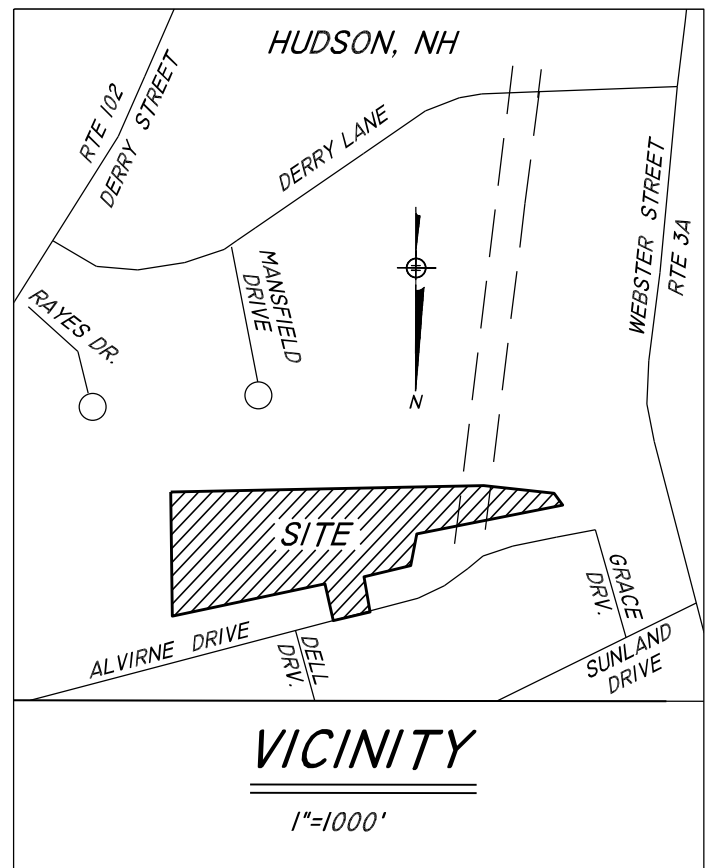 HUDSON, NH
RTE 102
DERRY STREET
DERRY LANE
WEBSTER STREET
RTE 3A
MANSFIELD
DRIVE
RAYES DR.
N
SITE
GRACE
DRV.
ALVIRNE DRIVE
DELL
DRV.
SUNLAND
DRIVE
VICINITY
1"=1000'